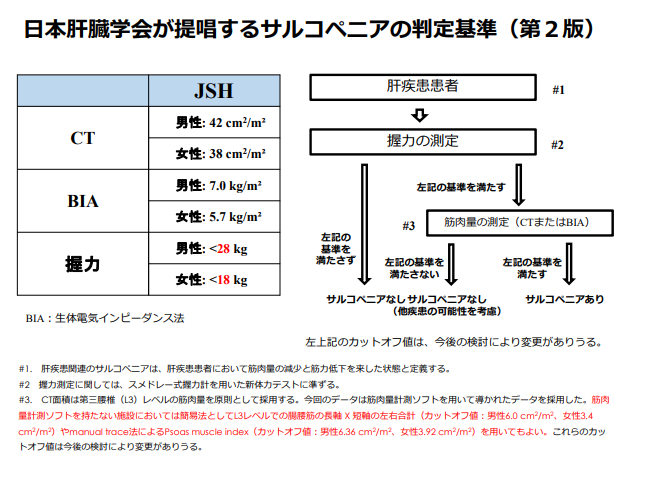 日本肝臓学会が提唱するサルコペニアの判定基準（第２版）
JSH
CT
男性: 42 cm²/m²
女性: 38 cm²/m²
BIA
男性: 7.0 kg/m²
女性: 5.7 kg/m²
握力
男性: <28 kg
女性: <18 kg
BIA：生体電気インピーダンス法
肝疾患患者
#1
握力の測定
#2
左記の基準を満たす
#3
筋肉量の測定（CTまたはBIA）
左記の
基準を
満たさず
左記の基準を
満たさない
左記の基準を
満たす
サルコペニアなし
サルコペニアなし
（他疾患の可能性を考慮）
サルコペニアあり
左上記のカットオフ値は、今後の検討により変更がありうる。
#1. 肝疾患関連のサルコペニアは、肝疾患患者において筋肉量の減少と筋力低下を来した状態と定義する。
#2 握力測定に関しては、スメドレー式握力計を用いた新体力テストに準ずる。
#3. CT面積は第三腰椎（L3）レベルの筋肉量を原則として採用する。今回のデータは筋肉量計測ソフトを用いて導かれたデータを採用した。筋肉
量計測ソフトを持たない施設においては簡易法としてL3レベルでの腸腰筋の長軸 X 短軸の左右合計（カットオフ値：男性6.0 cm²/m²、女性3.4
cm²/m²）やmanual trace法によるPsoas muscle index（カットオフ値：男性6.36 cm²/m²、女性3.92 cm²/m²）を用いてもよい。これらのカッ
トオフ値は今後の検討により変更がありうる。